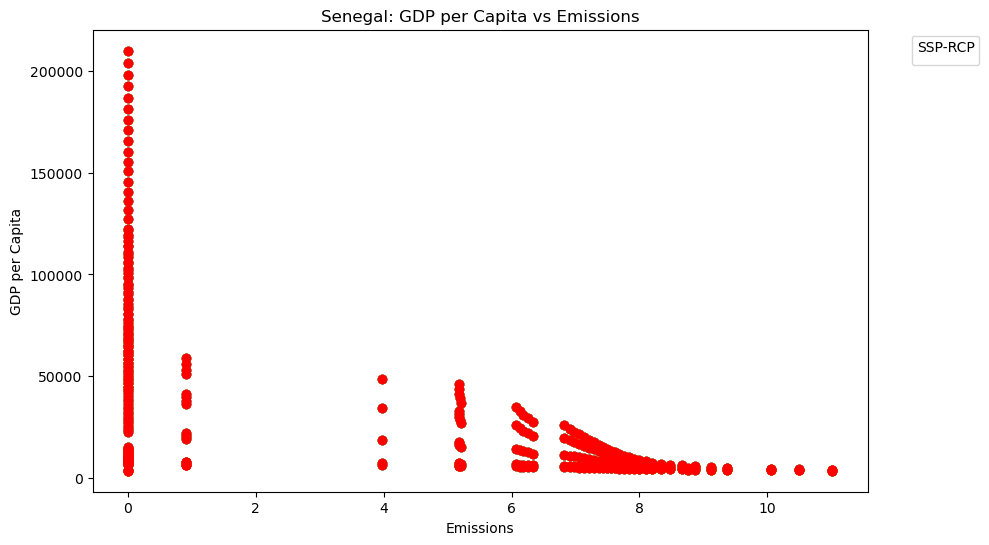 Senegal: GDP per Capita vs Emissions
SSP-RCP
200000
150000
100000
50000
0
GDP per Capita
0 2 4 6 8 10
Emissions